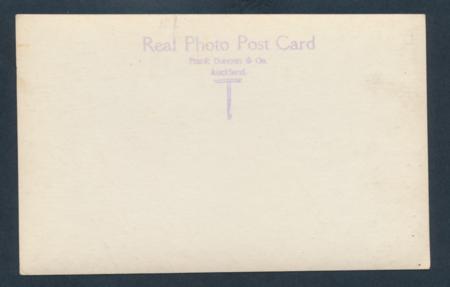 Real Photo Post Card
Frank Duncan & Co.
Auckland.